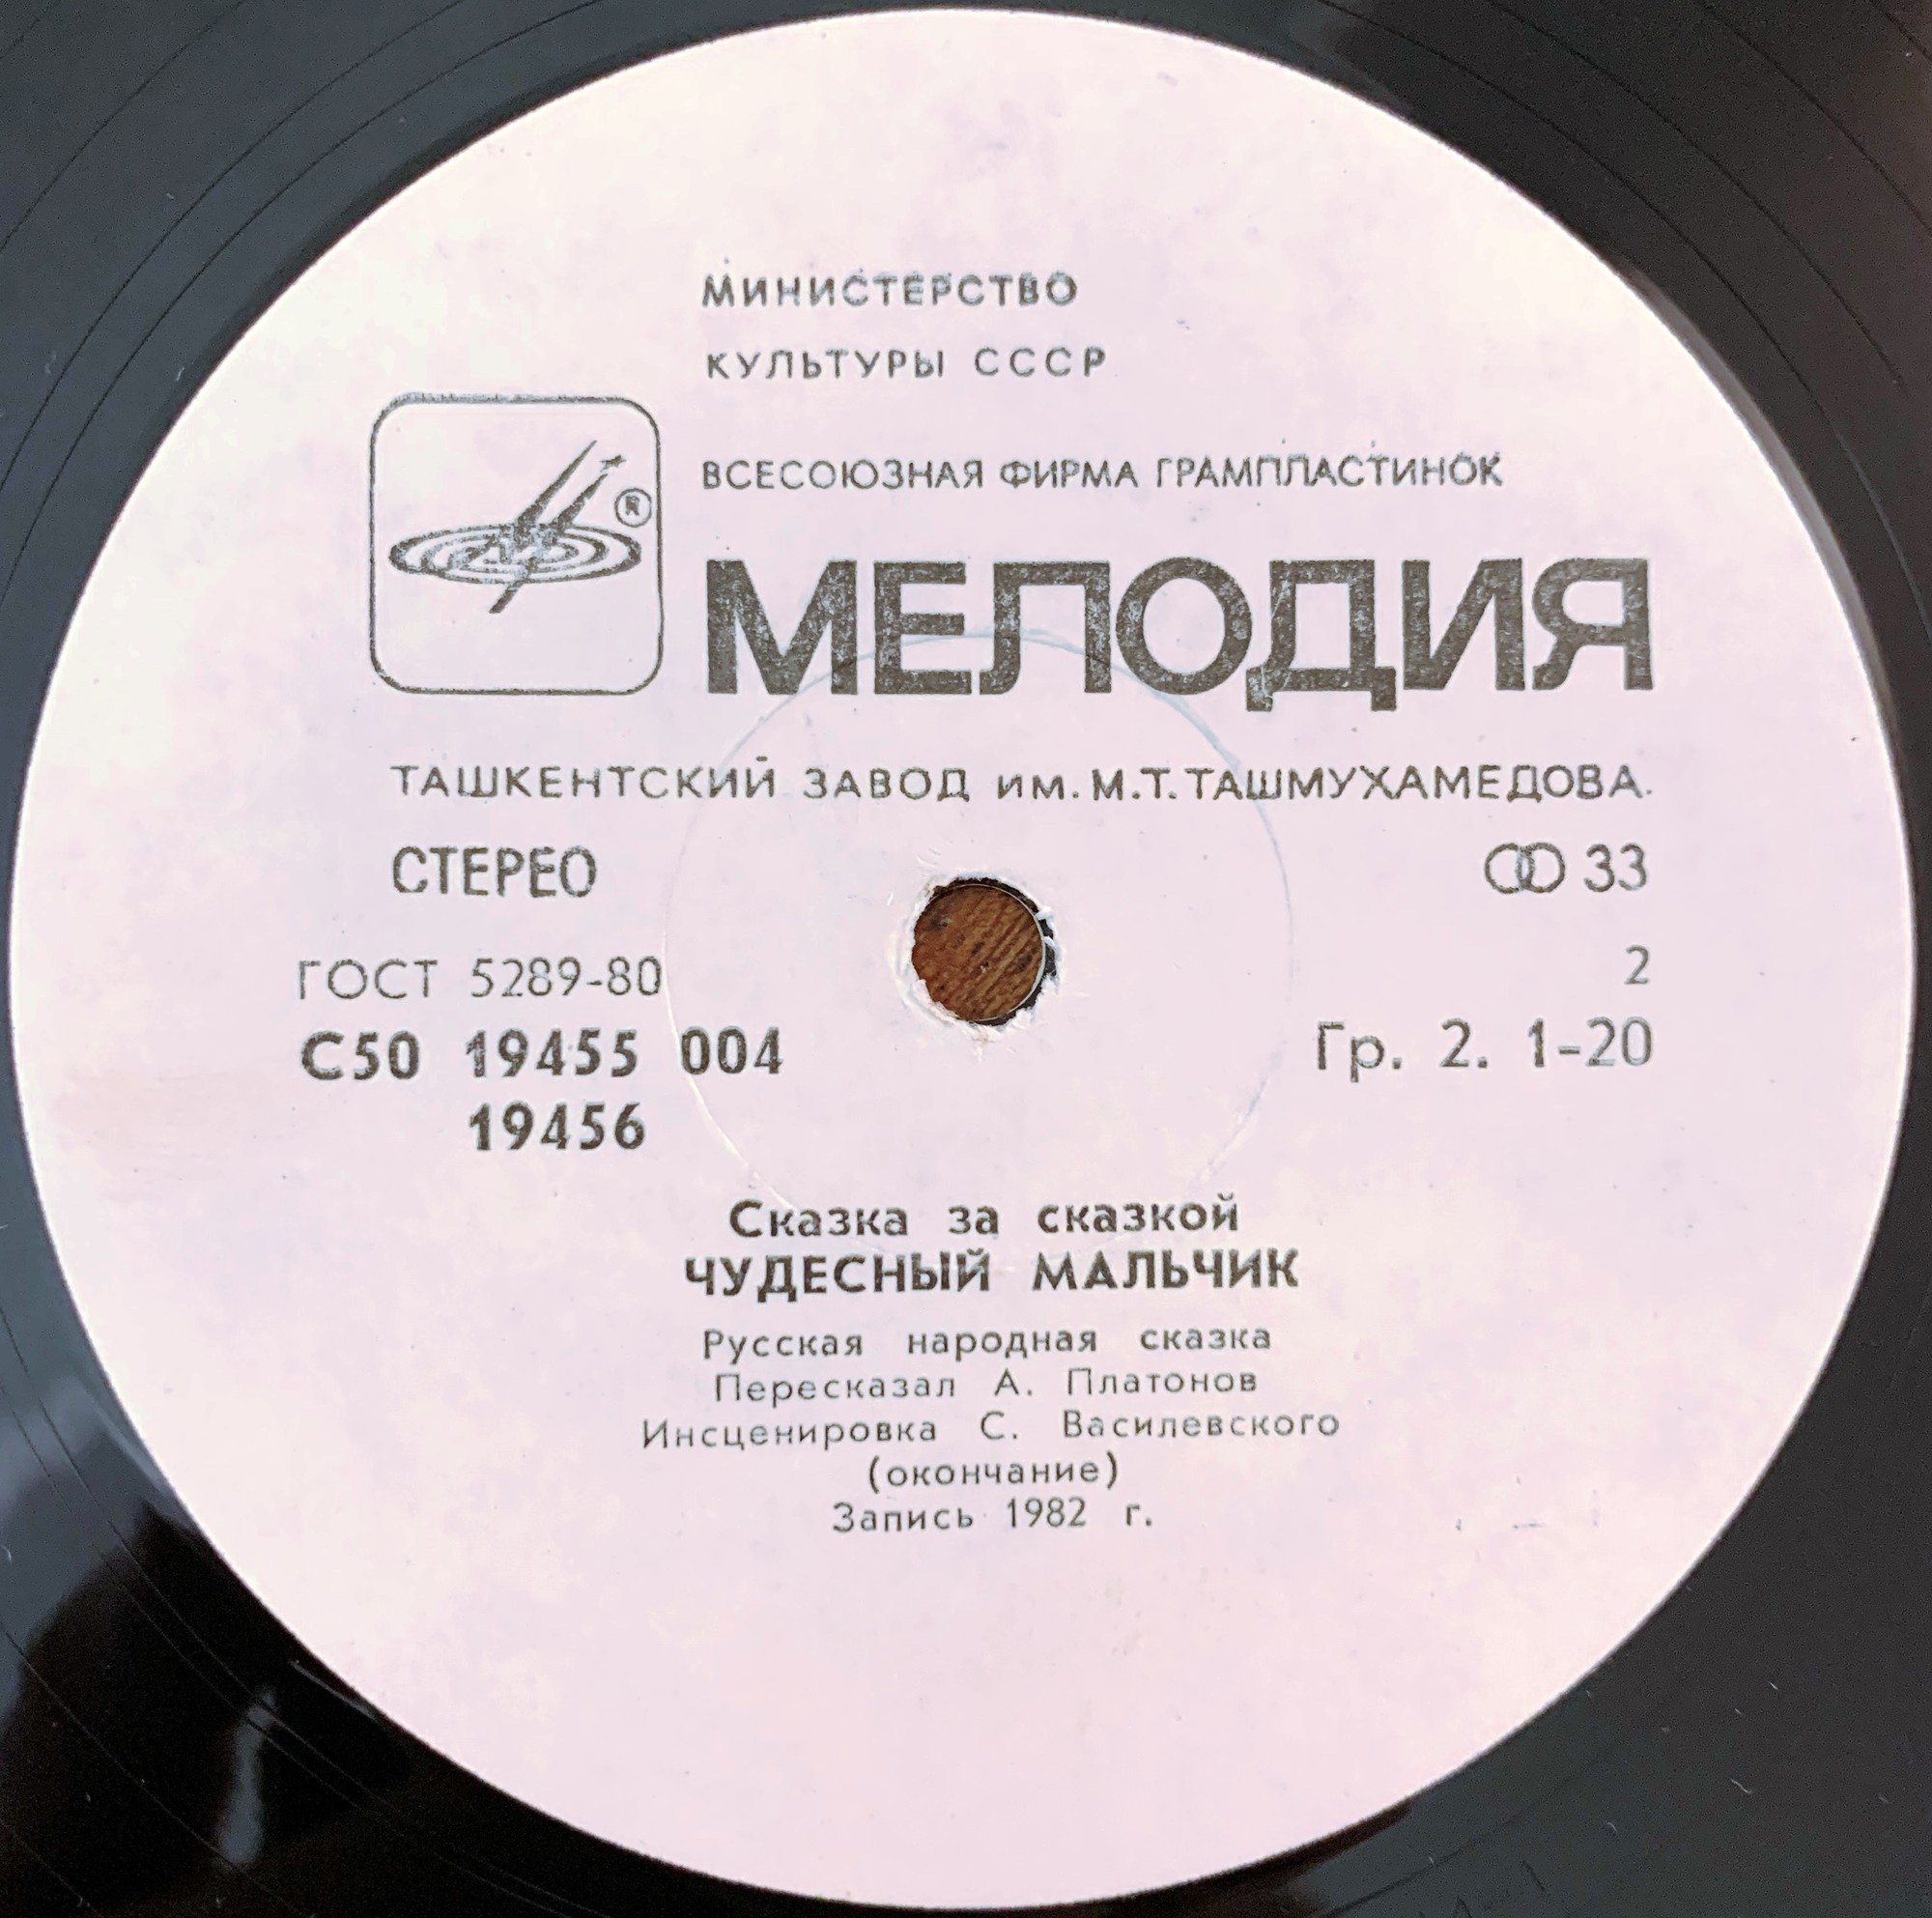 МИНИСТЕРСТВО
КУЛЬТУРЫ СССР
®
ВСЕСОЮЗНАЯ ФИРМА ГРАМПЛАСТИНОК
МЕЛОДИЯ
ТАШКЕНТСКИЙ ЗАВОД им. М.Т. ТАШМУХАМЕДОВА.
СТЕРЕО 33
ГОСТ 5289-80 2
С50 19455 004 Гр. 2. 1-20
19456
Сказка за сказкой
ЧУДЕСНЫЙ МАЛЬЧИК
Русская народная сказка
Пересказал А. Платонов
Инсценировка С. Василевского
(окончание)
Запись 1982 г.